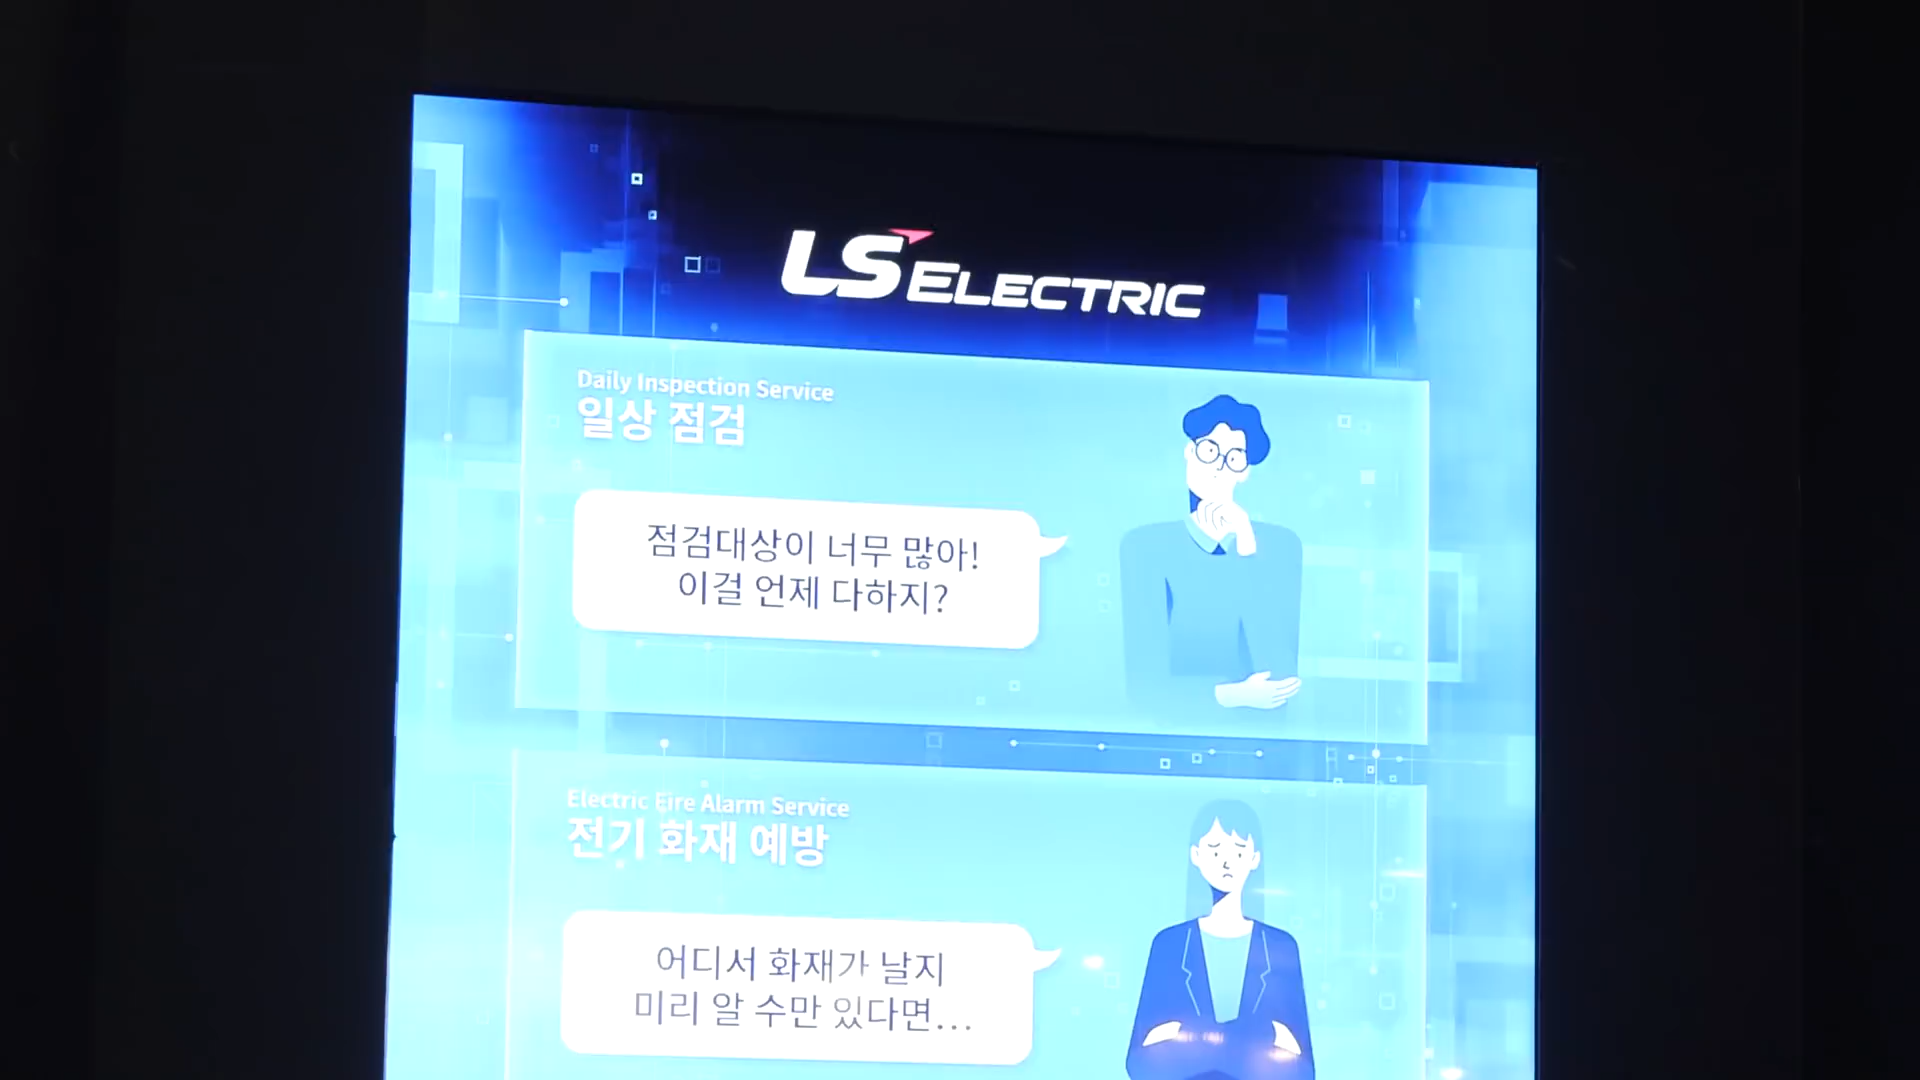 LS ELECTRIC
Daily Inspection Service
일상 점검
점검대상이 너무 많아!
이걸 언제 다하지?
Electric Eire Alarm Service
전기 화재 예방
어디서 화재가 날지
미리 알 수만 있다면...